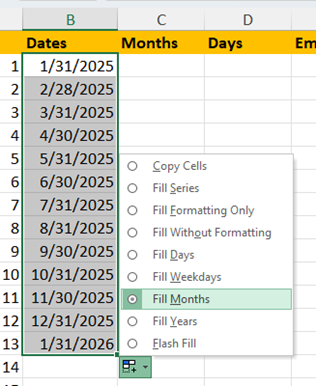 B C D
Dates Months Days Em
1 1/31/2025
2 2/28/2025
3 3/31/2025
4 4/30/2025
5 5/31/2025 Copy Cells
6 6/30/2025 Fill Series
7 7/31/2025 Fill Formatting Only
8 8/31/2025 Fill Without Formatting
9 9/30/2025 Fill Days
10 10/31/2025 Fill Weekdays
11 11/30/2025 Fill Months
12 12/31/2025 Fill Years
13 1/31/2026 Flash Fill
14